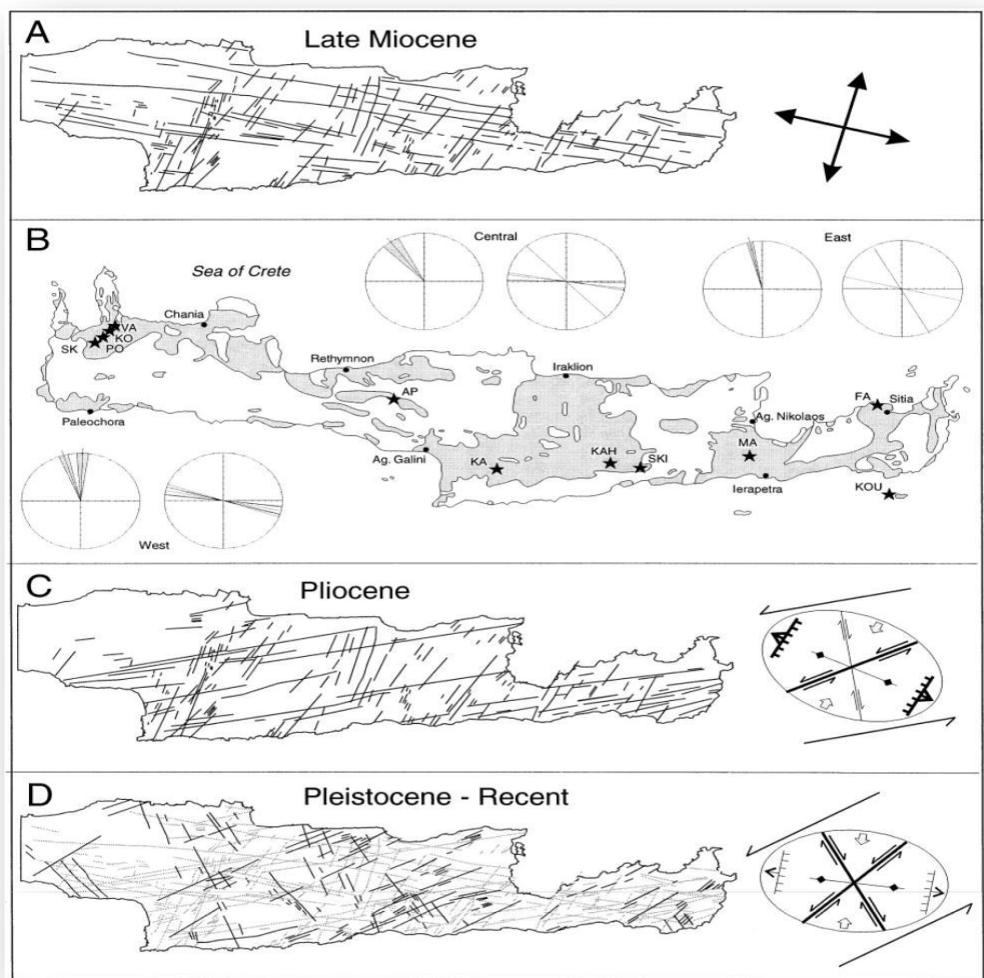 A
Late Miocene
B
Central
East
Sea of Crete
Chania
VA
KO
PO
SK
Rethymnon
Iraklion
AP
FA
Sitia
Ag. Nikolaos
Paleochora
MA
Ag. Galini
KA
KAH
SKI
Ierapetra
KOU
West
C
Pliocene
D
Pleistocene - Recent